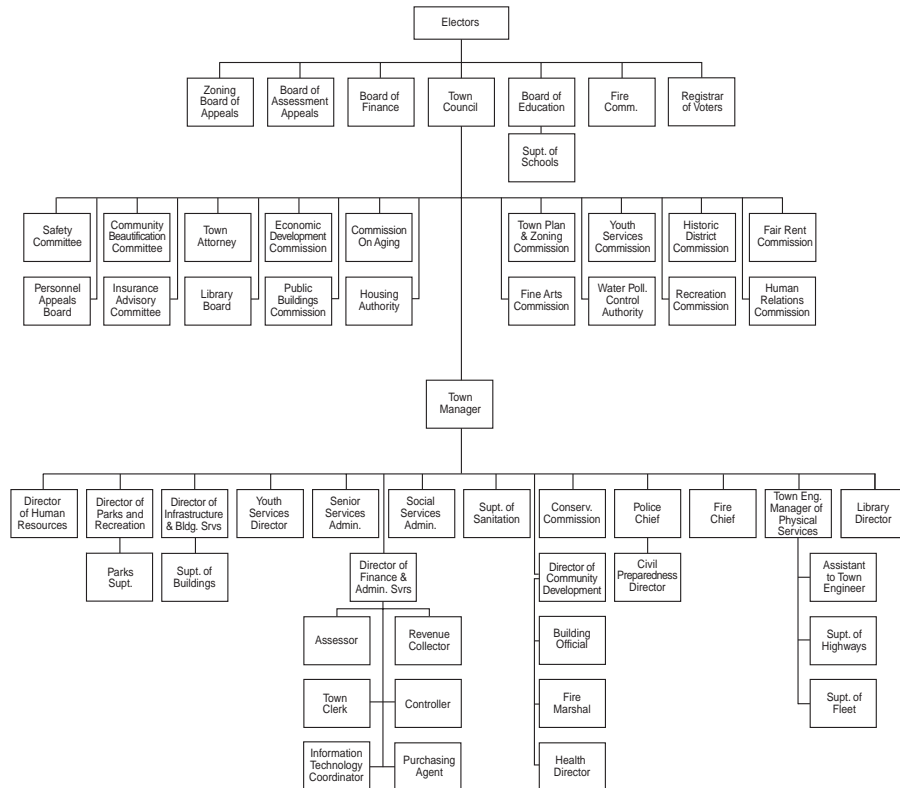 Electors
Zoning
Board of
Appeals
Board of
Assessment
Appeals
Board of
Finance
Town
Council
Board of
Education
Fire
Comm.
Registrar
of Voters
Supt. of
Schools
Safety
Committee
Community
Beautification
Committee
Town
Attorney
Economic
Development
Commission
Commission
On Aging
Town Plan
& Zoning
Commission
Youth
Services
Commission
Historic
District
Commission
Fair Rent
Commission
Personnel
Appeals
Board
Insurance
Advisory
Committee
Library
Board
Public
Buildings
Commission
Housing
Authority
Fine Arts
Commission
Water Poll.
Control
Authority
Recreation
Commission
Human
Relations
Commission
Town
Manager
Director
of Human
Resources
Director of
Parks and
Recreation
Director of
Infrastructure
& Bldg. Srvs
Youth
Services
Director
Senior
Services
Admin.
Social
Services
Admin.
Supt. of
Sanitation
Conserv.
Commission
Police
Chief
Fire
Chief
Town Eng.
Manager of
Physical
Services
Library
Director
Parks
Supt.
Supt. of
Buildings
Director of
Finance &
Admin. Svrs
Director of
Community
Development
Civil
Preparedness
Director
Assistant
to Town
Engineer
Assessor
Revenue
Collector
Building
Official
Supt. of
Highways
Town
Clerk
Controller
Fire
Marshal
Supt. of
Fleet
Information
Technology
Coordinator
Purchasing
Agent
Health
Director